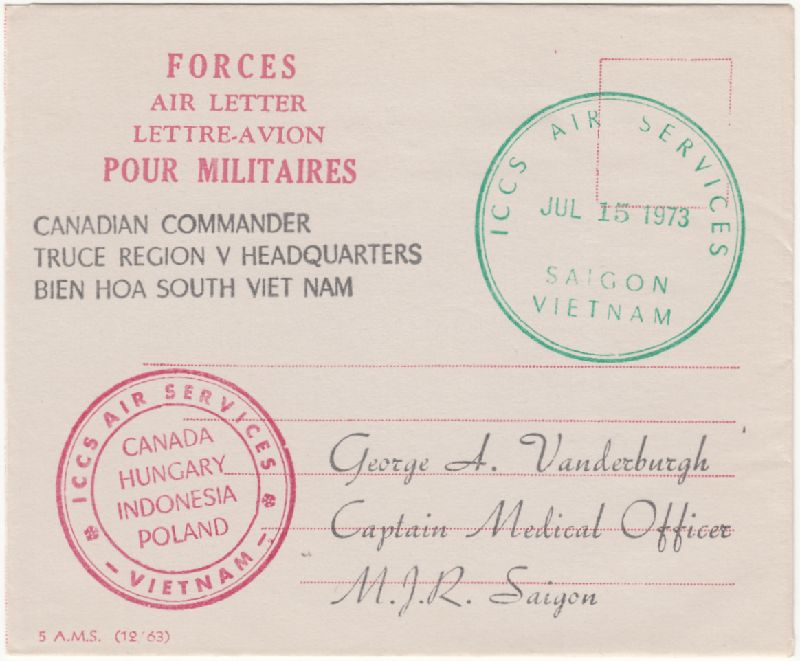 FORCES
AIR LETTER
LETTRE-AVION
POUR MILITAIRES
CANADIAN COMMANDER
TRUCE REGION V HEADQUARTERS
BIEN HOA SOUTH VIET NAM
ICCS AIR SERVICES
JUL 15 1973
SAIGON
VIETNAM
ICCS AIR SERVICES
CANADA
HUNGARY
INDONESIA
POLAND
— VIETNAM —
George A. Vanderburgh
Captain Medical Officer
M.J.R. Saigon
5 A.M.S. (12'63)